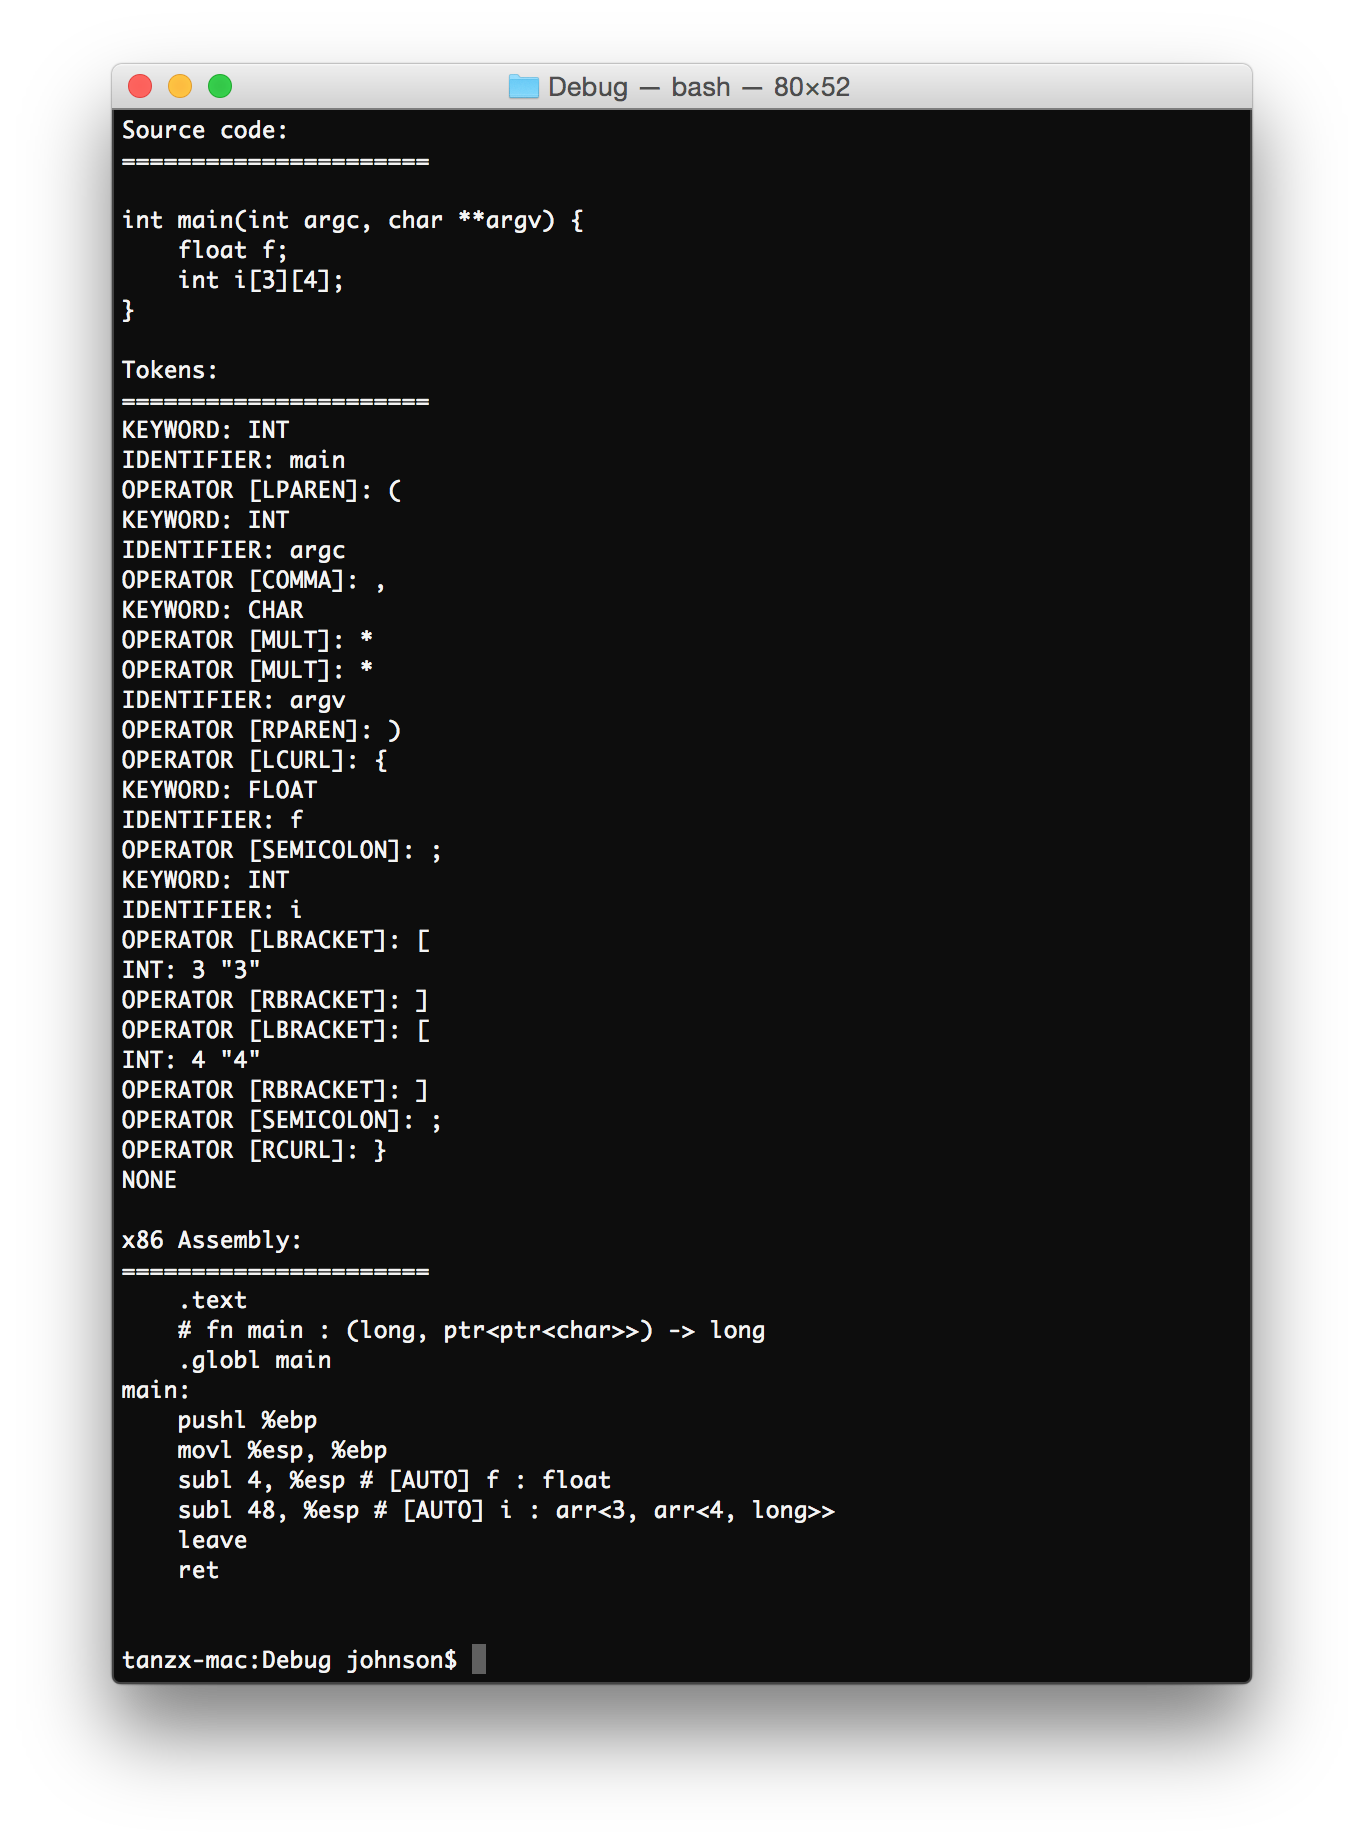 Debug — bash — 80×52
Source code:
======================
int main(int argc, char **argv) {
    float f;
    int i[3][4];
}
Tokens:
======================
KEYWORD: INT
IDENTIFIER: main
OPERATOR [LPAREN]: (
KEYWORD: INT
IDENTIFIER: argc
OPERATOR [COMMA]: ,
KEYWORD: CHAR
OPERATOR [MULT]: *
OPERATOR [MULT]: *
IDENTIFIER: argv
OPERATOR [RPAREN]: )
OPERATOR [LCURL]: {
KEYWORD: FLOAT
IDENTIFIER: f
OPERATOR [SEMICOLON]: ;
KEYWORD: INT
IDENTIFIER: i
OPERATOR [LBRACKET]: [
INT: 3 "3"
OPERATOR [RBRACKET]: ]
OPERATOR [LBRACKET]: [
INT: 4 "4"
OPERATOR [RBRACKET]: ]
OPERATOR [SEMICOLON]: ;
OPERATOR [RCURL]: }
NONE
x86 Assembly:
======================
    .text
    # fn main : (long, ptr<ptr<char>>) -> long
    .globl main
main:
    pushl %ebp
    movl %esp, %ebp
    subl 4, %esp # [AUTO] f : float
    subl 48, %esp # [AUTO] i : arr<3, arr<4, long>>
    leave
    ret
tanzx-mac:Debug johnson$